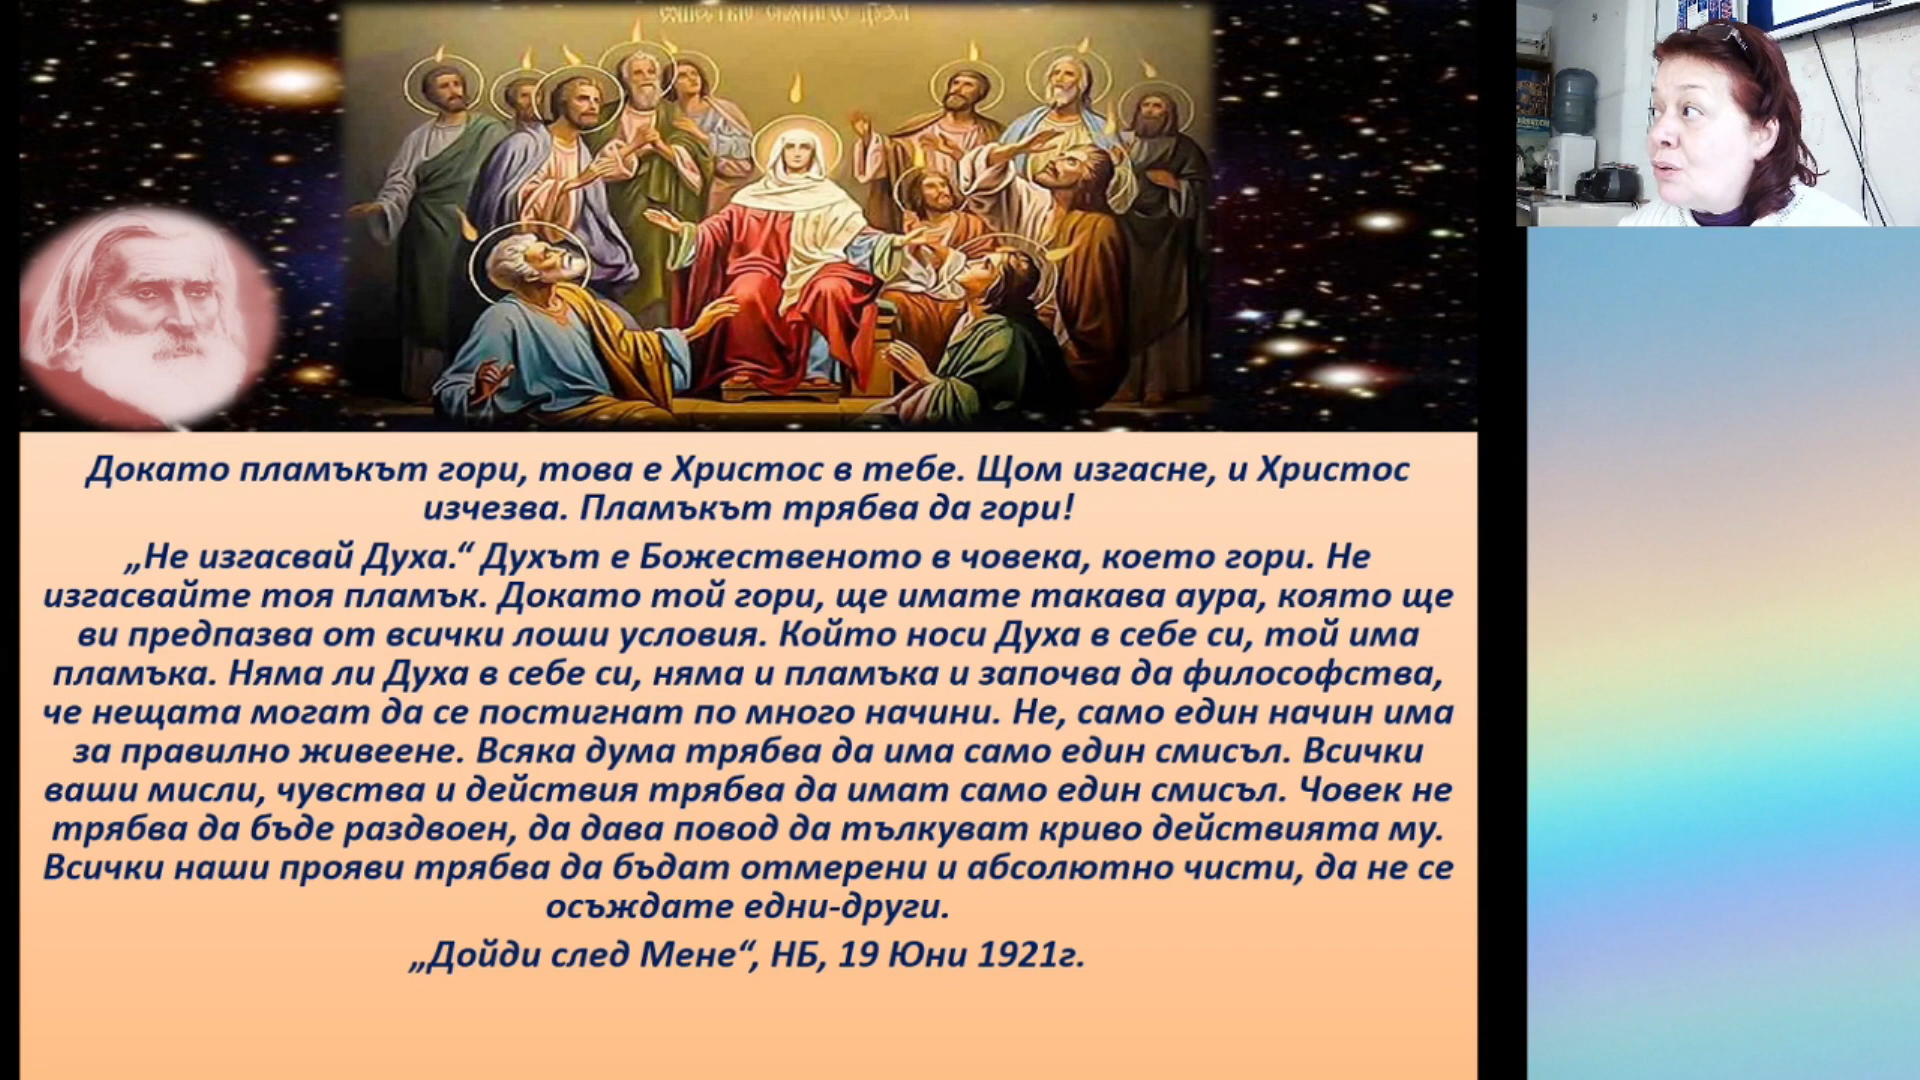 Докато пламъкът гори, това е Христос в тебе. Щом изгасне, и Христос
изчезва. Пламъкът трябва да гори!
„Не изгасвай Духа.“ Духът е Божественото в човека, което гори. Не
изгасвайте тоя пламък. Докато той гори, ще имате такава аура, която ще
ви предпазва от всички лоши условия. Който носи Духа в себе си, той има
пламъка. Няма ли Духа в себе си, няма и пламъка и започва да философства,
че нещата могат да се постигнат по много начини. Не, само един начин има
за правилно живеене. Всяка дума трябва да има само един смисъл. Всички
ваши мисли, чувства и действия трябва да имат само един смисъл. Човек не
трябва да бъде раздвоен, да дава повод да тълкуват криво действията му.
Всички наши прояви трябва да бъдат отмерени и абсолютно чисти, да не се
осъждате едни-други.
„Дойди след Мене“, НБ, 19 Юни 1921г.